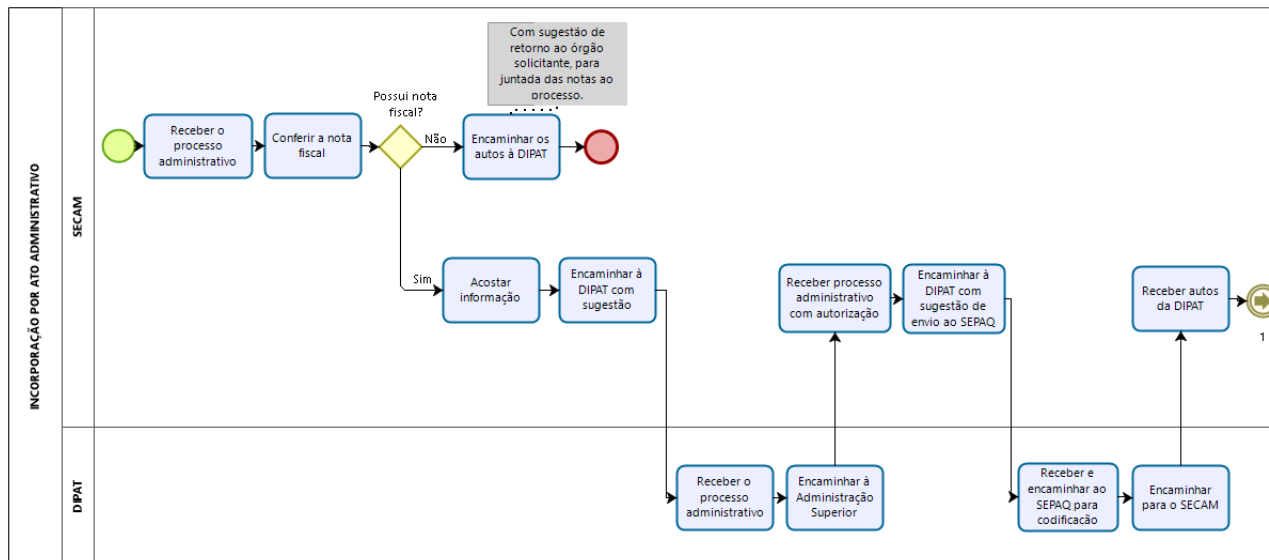 INCORPORAÇÃO POR ATO ADMINISTRATIVO
SECAM
Com sugestão de
retorno ao órgão
solicitante, para
juntada das notas ao
processo.
Possui nota
fiscal?
Receber o
processo
administrativo
Conferir a nota
fiscal
Não
Encaminhar os
autos à DIPAT
Sim
Acostar
informação
Encaminhar à
DIPAT com
sugestão
Receber processo
administrativo
com autorização
Encaminhar à
DIPAT com
sugestão de
envio ao SEPAQ
Receber autos
da DIPAT
1
DIPAT
Receber o
processo
administrativo
Encaminhar à
Administração
Superior
Receber e
encaminhar ao
SEPAQ para
codificação
Encaminhar
para o SECAM